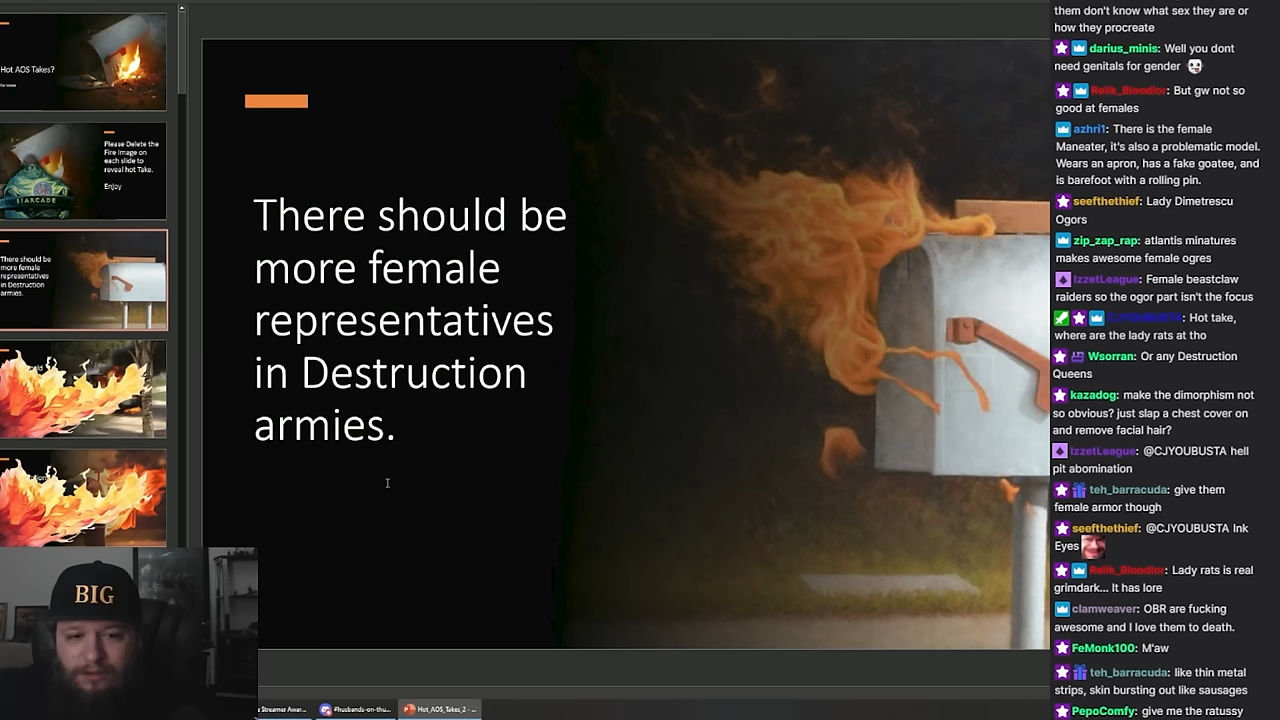 Hot AOS Takes?
Please Delete the
Fire Image on
each slide to
reveal hot Take.
Enjoy
STARCADE
There should be
more female
representatives
in Destruction
armies.
There should be
more female
representatives
in Destruction
armies.
BIG
e Streamer Awar...
#husbands-on-thu...
Hot_AOS_Takes_2 - ...
them don't know what sex they are or
how they procreate
darius_minis: Well you dont
need genitals for gender
Relik_Bloodlor: But gw not so
good at females
azhri1: There is the female
Maneater, it's also a problematic model.
Wears an apron, has a fake goatee, and
is barefoot with a rolling pin.
seefthethief: Lady Dimetrescu
Ogors
zip_zap_rap: atlantis minatures
makes awesome female ogres
IzzetLeague: Female beastclaw
raiders so the ogor part isn't the focus
CJYOUBUSTA: Hot take,
where are the lady rats at tho
Wsorran: Or any Destruction
Queens
kazadog: make the dimorphism not
so obvious? just slap a chest cover on
and remove facial hair?
IzzetLeague: @CJYOUBUSTA hell
pit abomination
teh_barracuda: give them
female armor though
seefthethief: @CJYOUBUSTA Ink
Eyes
Relik_Bloodlor: Lady rats is real
grimdark... It has lore
clamweaver: OBR are fucking
awesome and I love them to death.
FeMonk100: M'aw
teh_barracuda: like thin metal
strips, skin bursting out like sausages
PepoComfy: give me the ratussy